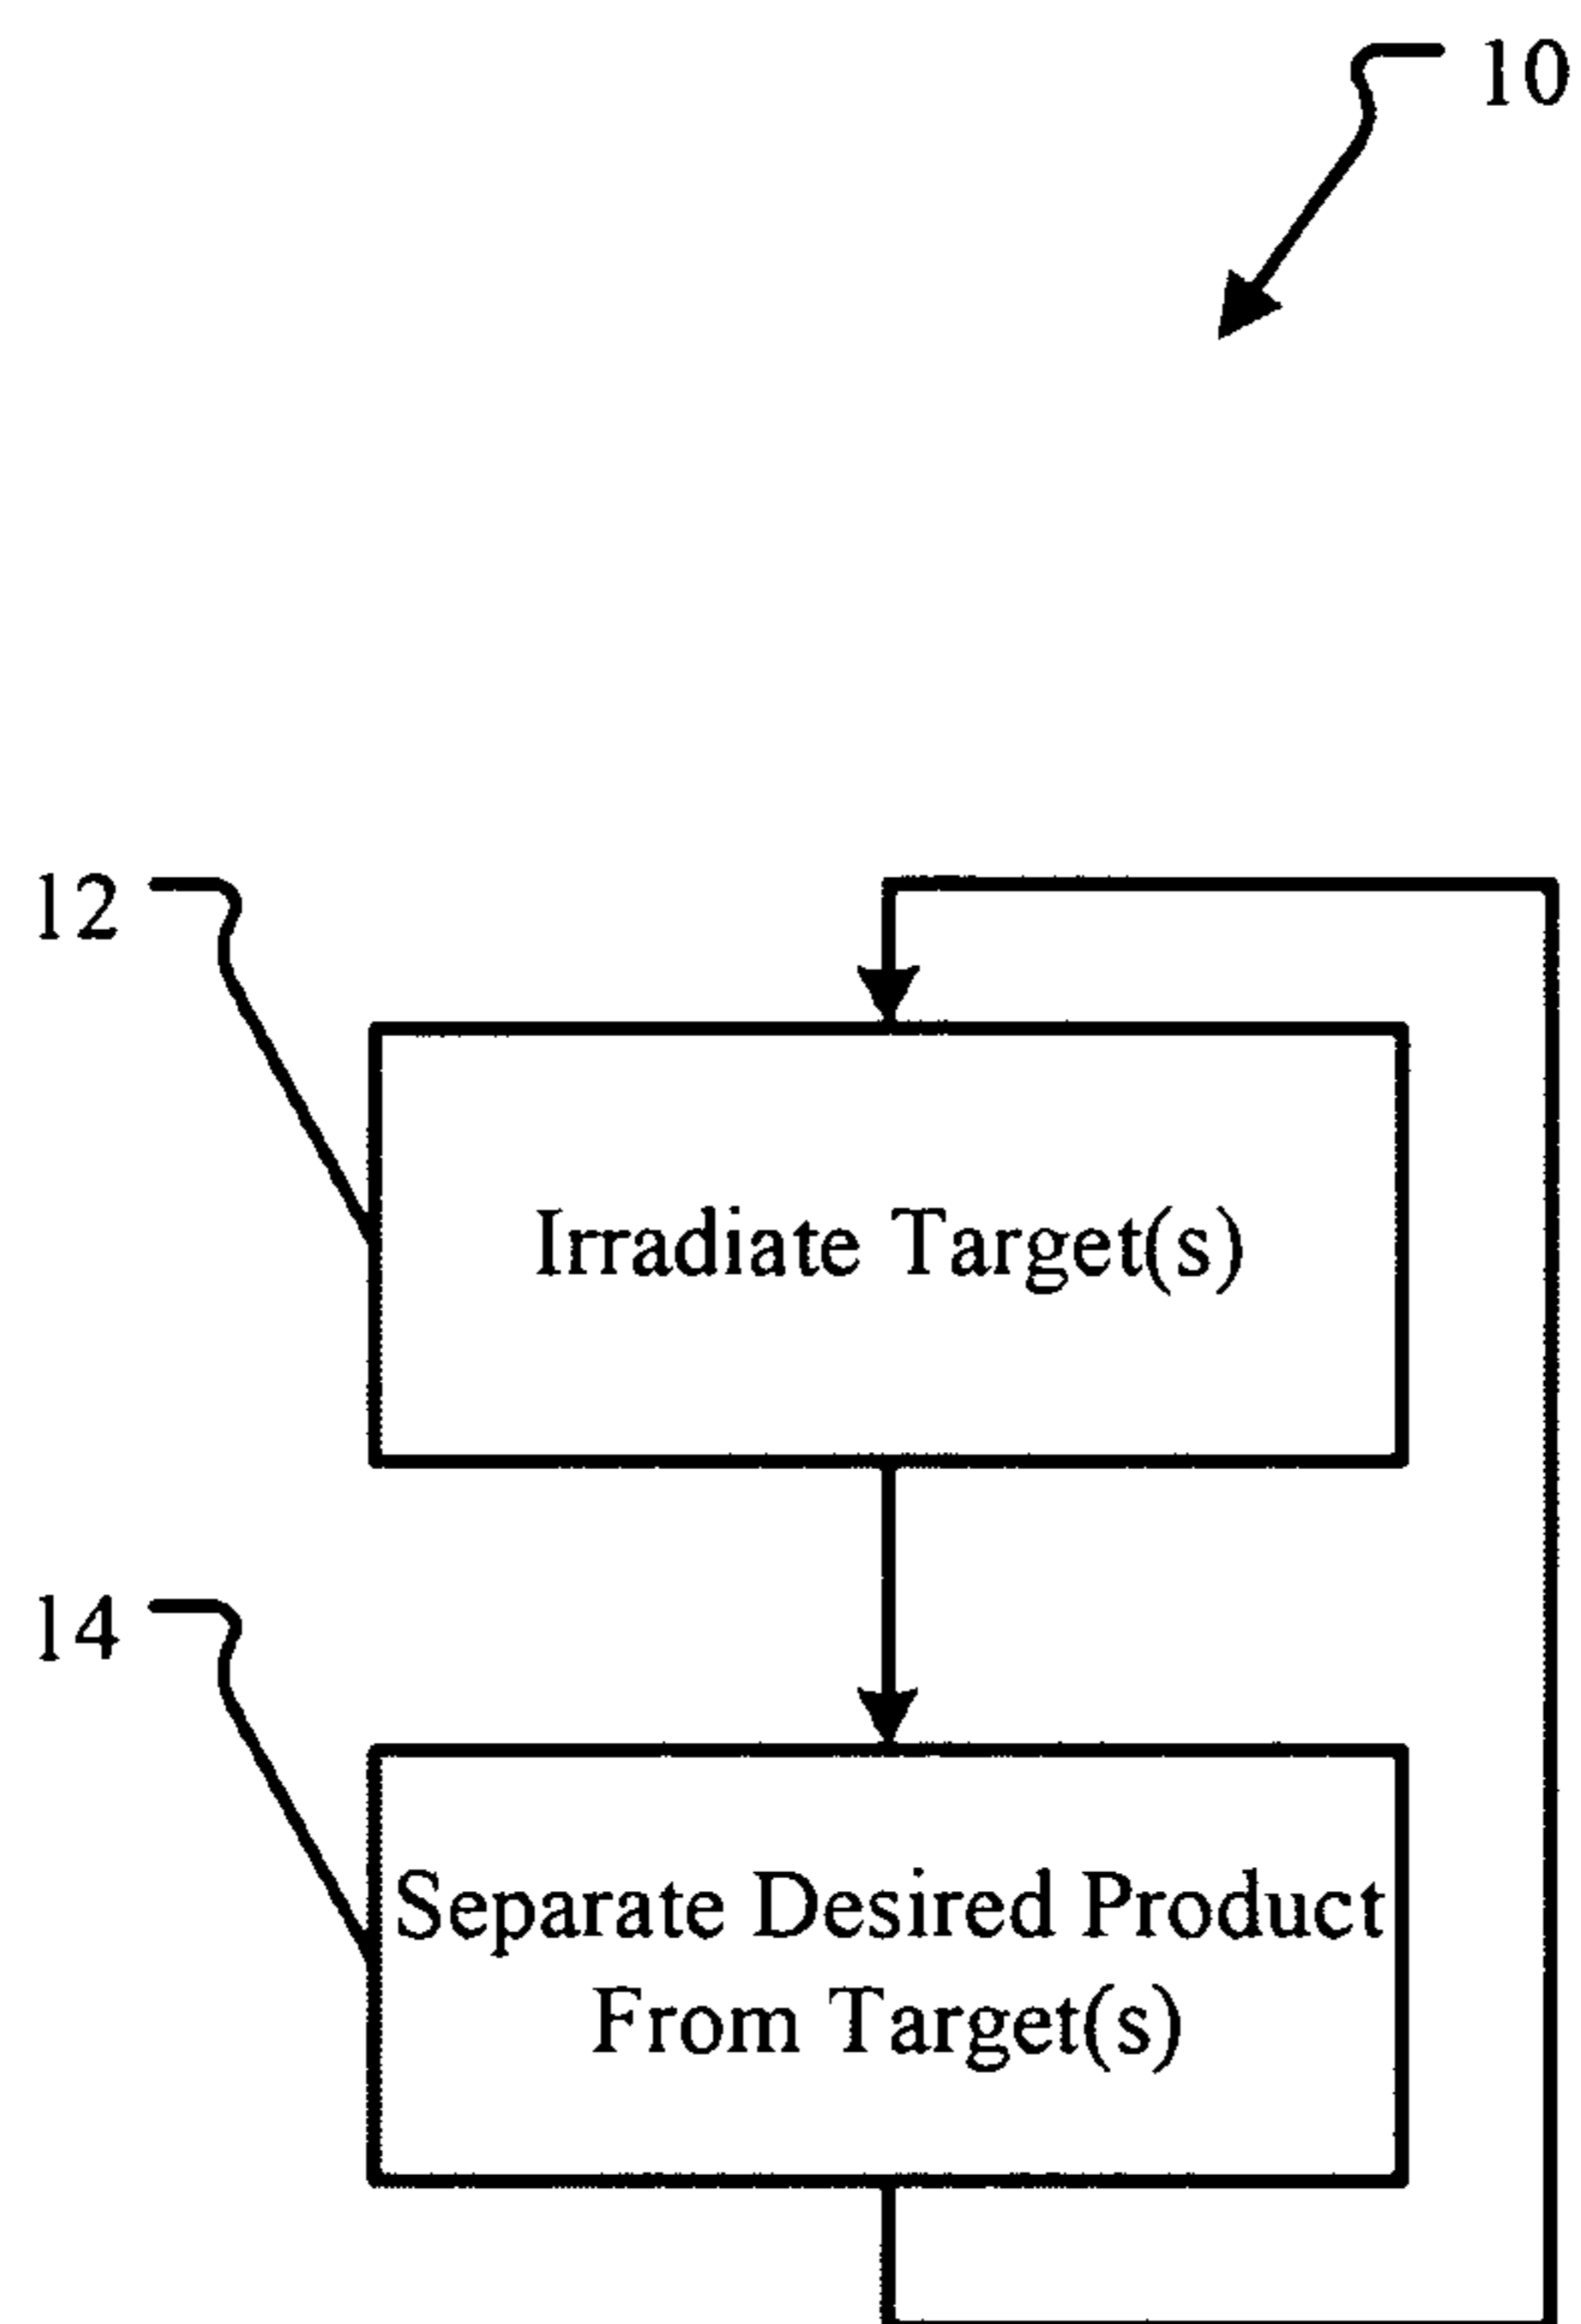 10
12
Irradiate Target(s)
14
Separate Desired Product
From Target(s)